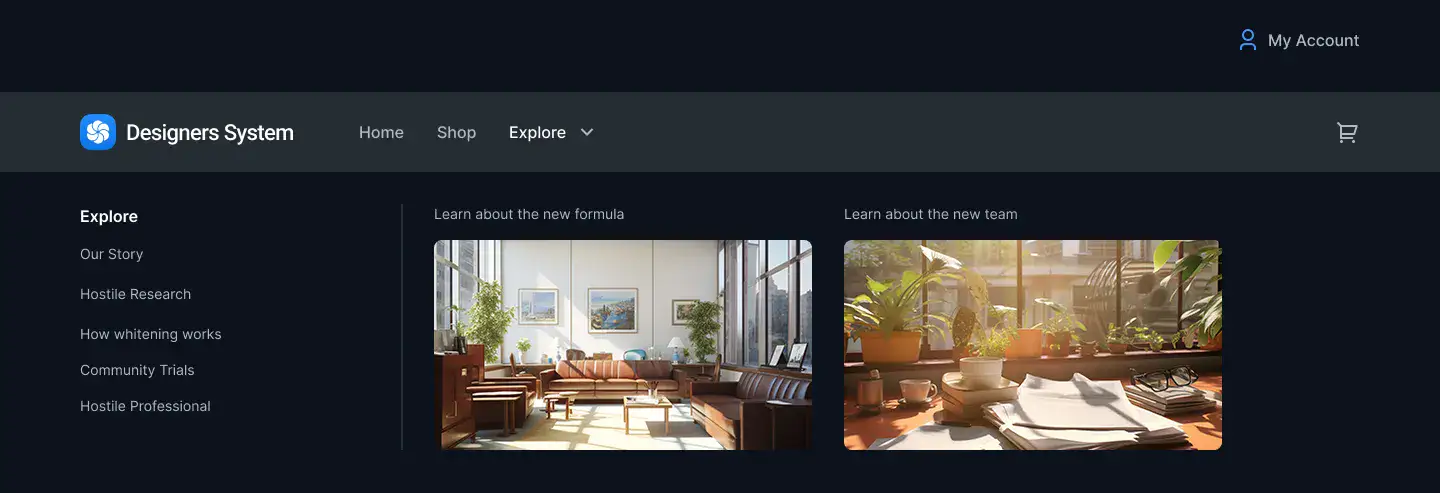 My Account
Designers System
Home
Shop
Explore
Explore
Our Story
Hostile Research
How whitening works
Community Trials
Hostile Professional
Learn about the new formula
Learn about the new team